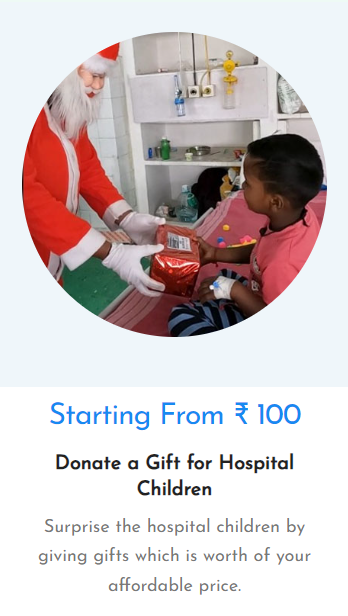 Starting From ₹ 100
Donate a Gift for Hospital
Children
Surprise the hospital children by
giving gifts which is worth of your
affordable price.